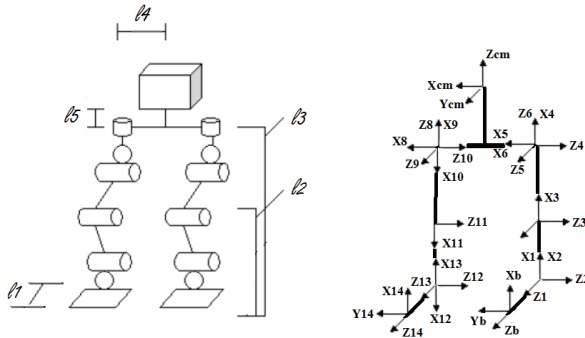 ℓ4
ℓ5
ℓ3
ℓ2
ℓ1
Zcm
Xcm
Ycm
Z8 X9
Z6 X4
X8
X5
Z10
X6
Z4
Z9
Z5
X10
X3
Z11
Z3
X11
X1 X2
X13
X14
Z13
Z12
Xb
Z1
Z2
Y14
X12
Yb
Z14
Zb